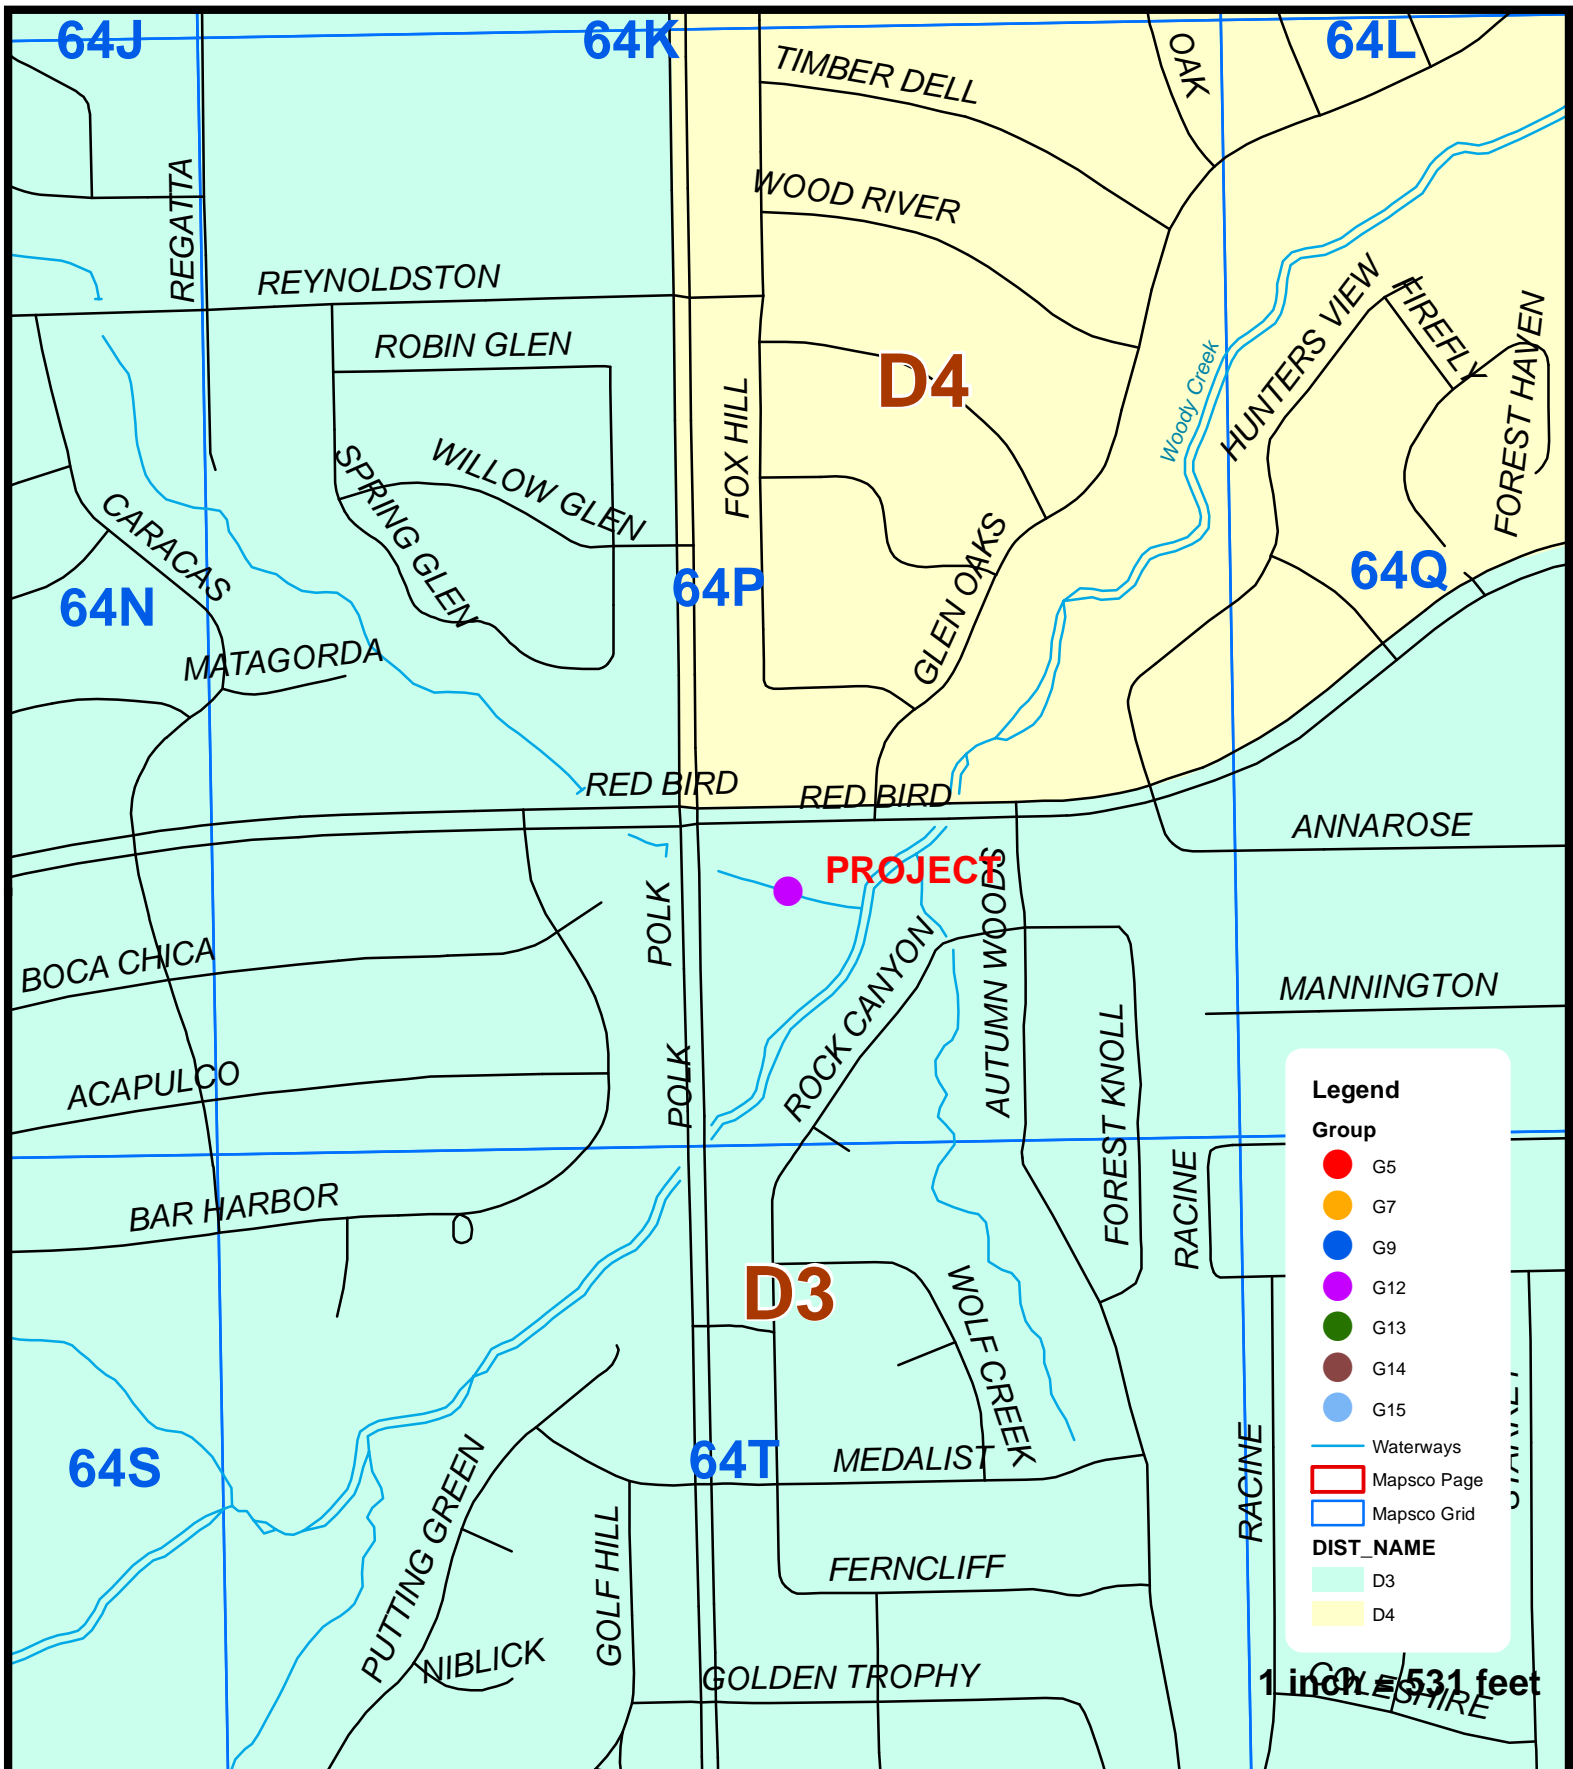 64J
64K
64L
OAK
TIMBER DELL
WOOD RIVER
REGATTA
REYNOLDSTON
ROBIN GLEN
D4
FOX HILL
Woody Creek
HUNTERS VIEW
FIREFLY
FOREST HAVEN
WILLOW GLEN
SPRING GLEN
CARACAS
64N
64P
64Q
GLEN OAKS
MATAGORDA
RED BIRD
RED BIRD
ANNAROSE
PROJECT
POLK
AUTUMN WOODS
ROCK CANYON
BOCA CHICA
MANNINGTON
ACAPULCO
POLK
FOREST KNOLL
RACINE
BAR HARBOR
D3
WOLF CREEK
64S
64T
MEDALIST
PUTTING GREEN
GOLF HILL
RACINE
FERNCLIFF
NIBLICK
GOLDEN TROPHY
Legend
Group
G5
G7
G9
G12
G13
G14
G15
Waterways
Mapsco Page
Mapsco Grid
DIST_NAME
D3
D4
1 inch = 531 feet
COLESHIRE